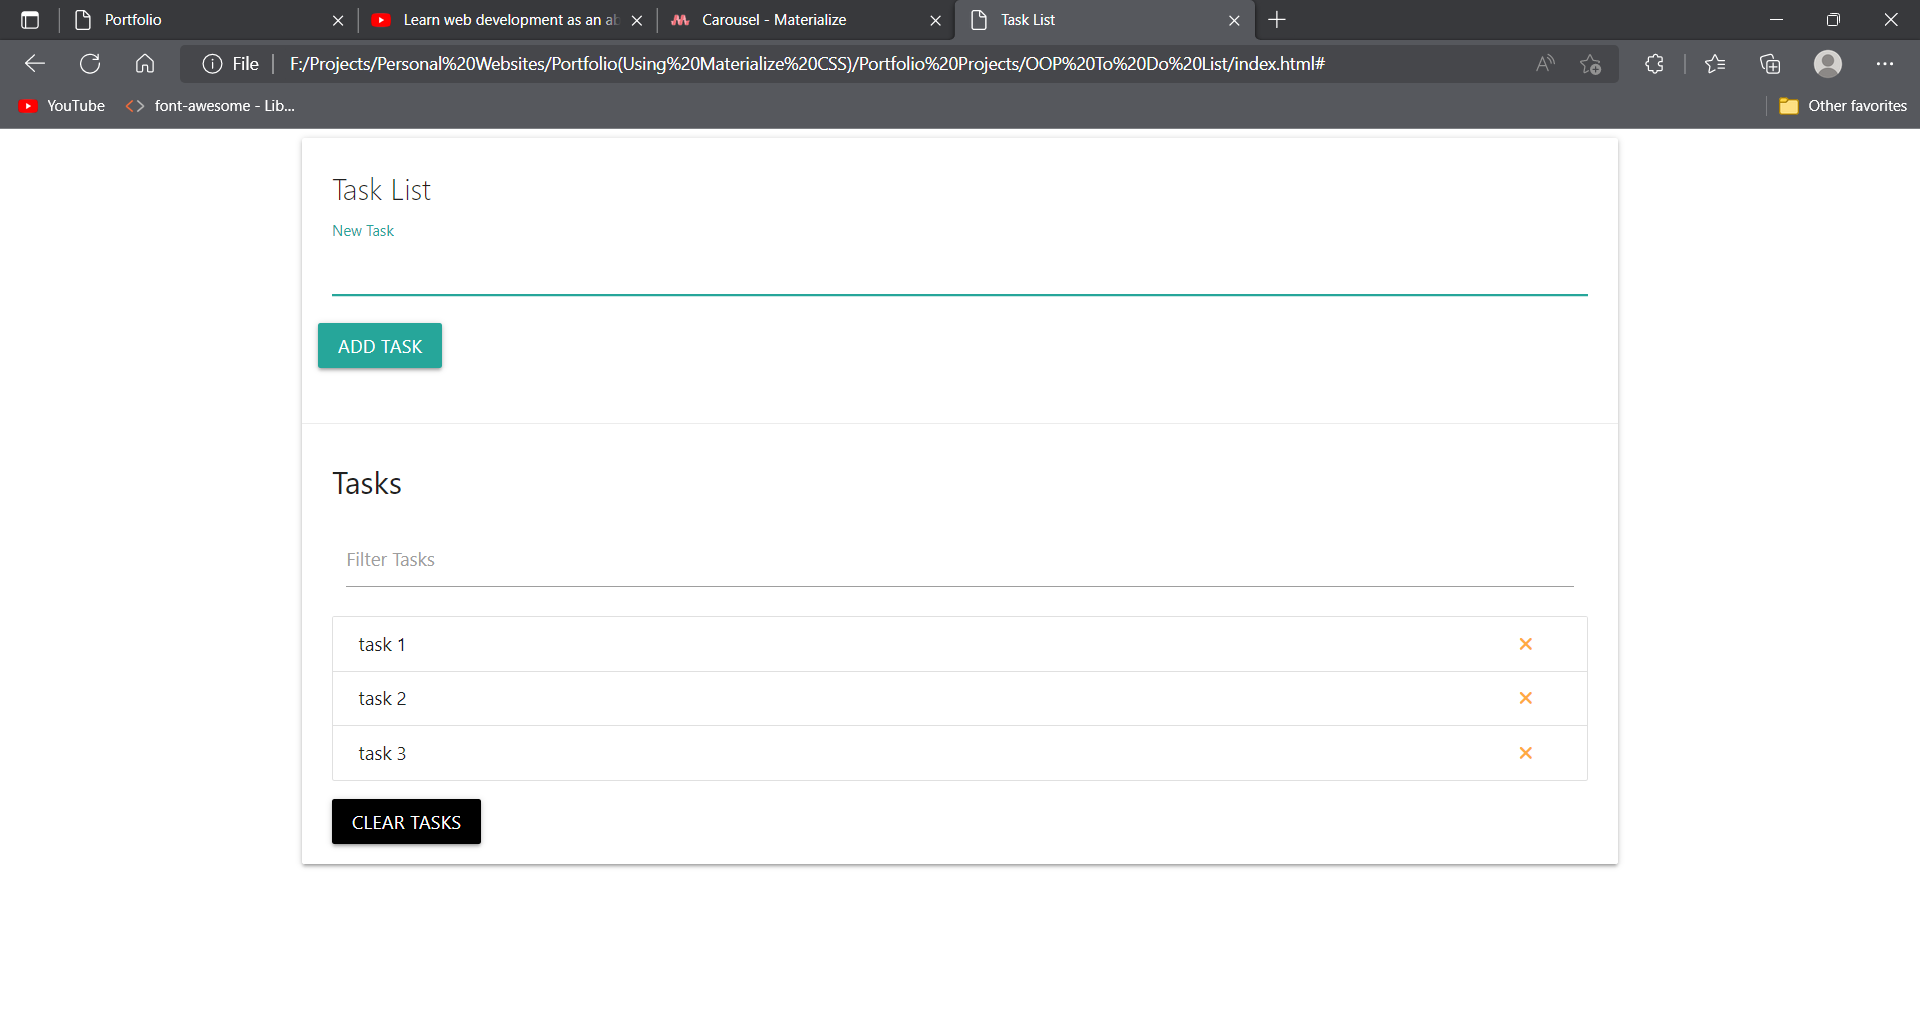 Portfolio
Learn web development as an ab
Carousel - Materialize
Task List
File
F:/Projects/Personal%20Websites/Portfolio(Using%20Materialize%20CSS)/Portfolio%20Projects/OOP%20To%20Do%20List/index.html#
YouTube
font-awesome - Lib...
Other favorites
Task List
New Task
ADD TASK
Tasks
Filter Tasks
task 1
task 2
task 3
CLEAR TASKS